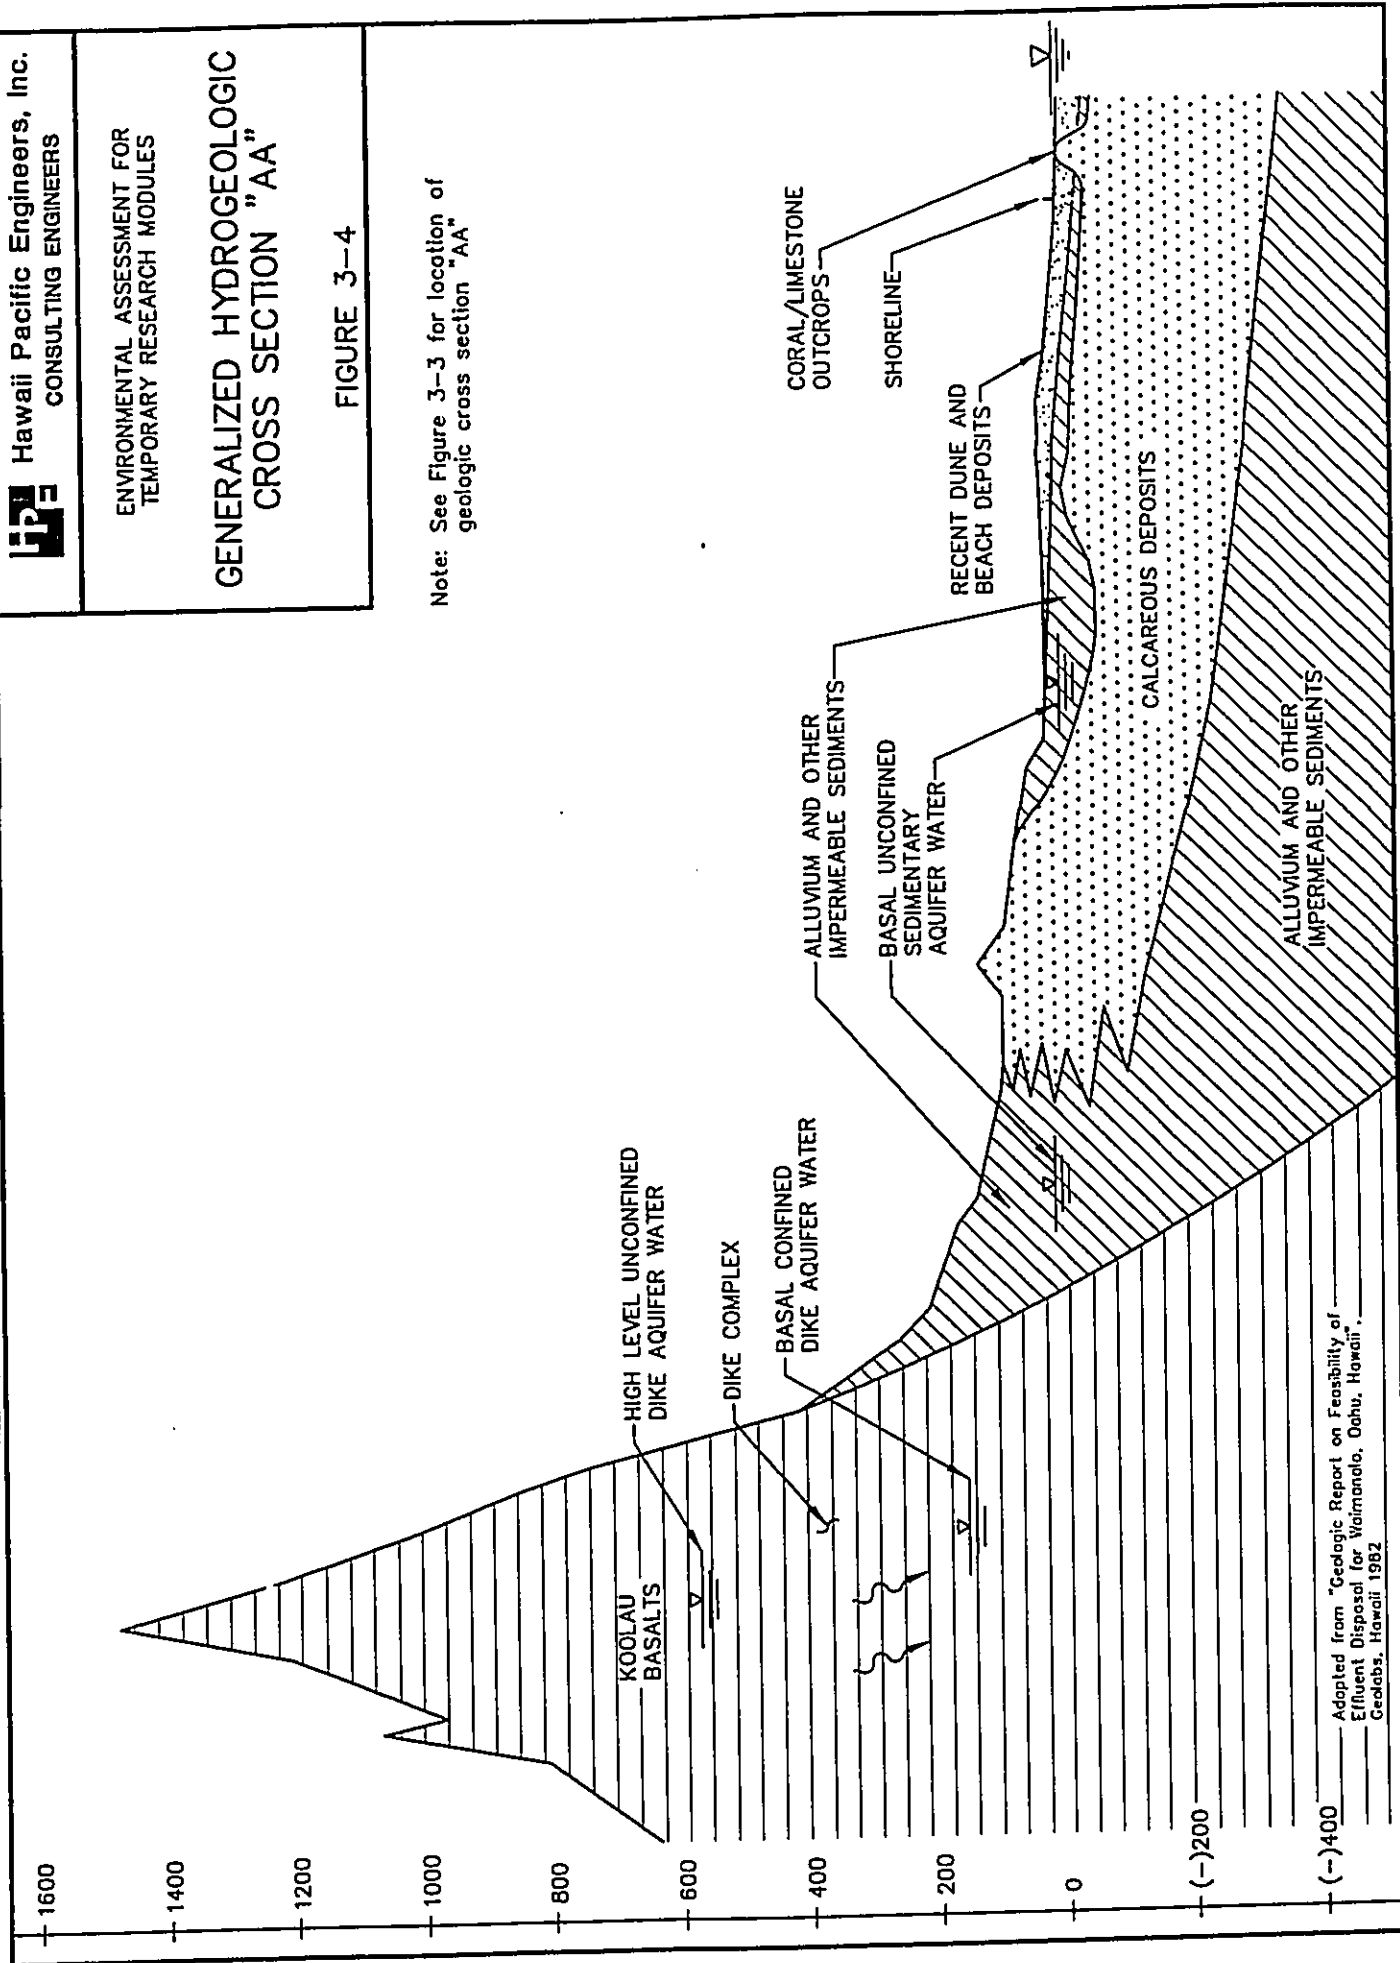 HPE Hawaii Pacific Engineers, Inc.
CONSULTING ENGINEERS
ENVIRONMENTAL ASSESSMENT FOR
TEMPORARY RESEARCH MODULES
GENERALIZED HYDROGEOLOGIC
CROSS SECTION "AA"
FIGURE 3-4
Note: See Figure 3-3 for location of
geologic cross section "AA"
1600
1400
1200
1000
800
600
400
200
0
(-)200
(-)400
KOOLAU
BASALTS
HIGH LEVEL UNCONFINED
DIKE AQUIFER WATER
DIKE COMPLEX
BASAL CONFINED
DIKE AQUIFER WATER
ALLUVIUM AND OTHER
IMPERMEABLE SEDIMENTS
BASAL UNCONFINED
SEDIMENTARY
AQUIFER WATER
RECENT DUNE AND
BEACH DEPOSITS
CORAL/LIMESTONE
OUTCROPS
SHORELINE
CALCAREOUS DEPOSITS
ALLUVIUM AND OTHER
IMPERMEABLE SEDIMENTS
Adapted from "Geologic Report on Feasibility of
Effluent Disposal for Waimanalo, Oahu, Hawaii",
Geolabs, Hawaii 1982